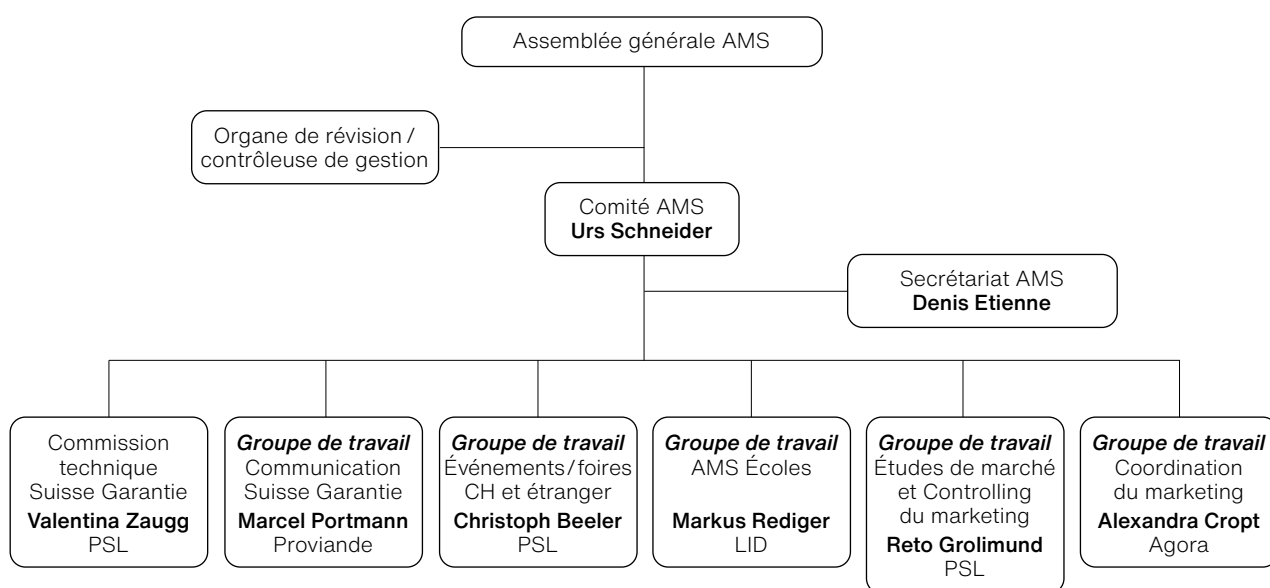 Assemblée générale AMS
Organe de révision /
contrôleuse de gestion
Comité AMS
Urs Schneider
Secrétariat AMS
Denis Etienne
Commission
technique
Suisse Garantie
Valentina Zaugg
PSL
Groupe de travail
Communication
Suisse Garantie
Marcel Portmann
Proviande
Groupe de travail
Événements/foires
CH et étranger
Christoph Beeler
PSL
Groupe de travail
AMS Écoles
Markus Rediger
LID
Groupe de travail
Études de marché
et Controlling
du marketing
Reto Grolimund
PSL
Groupe de travail
Coordination
du marketing
Alexandra Cropt
Agora